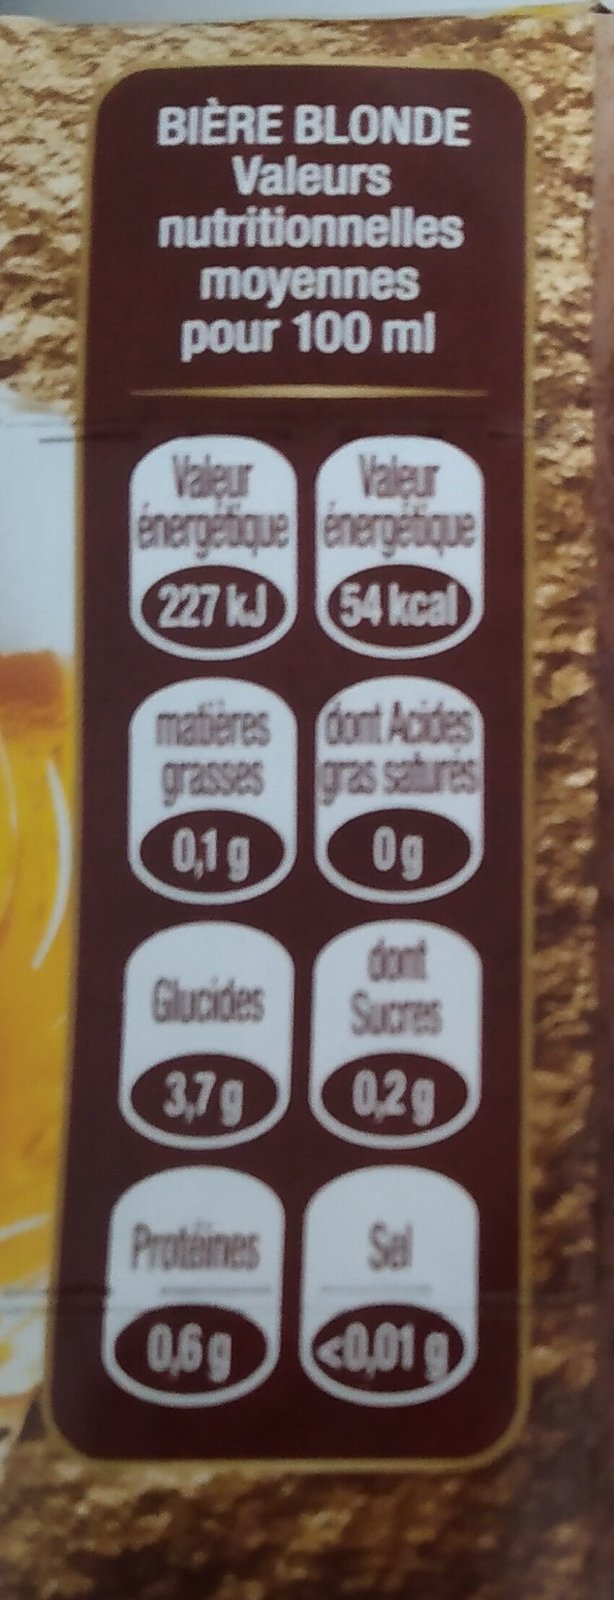 BIÈRE BLONDE
Valeurs
nutritionnelles
moyennes
pour 100 ml
Valeur
énergétique
227 kJ
Valeur
énergétique
54 kcal
matières
grasses
0,1 g
dont Acides
gras saturés
0 g
Glucides
3,7 g
dont
Sucres
0,2 g
Protéines
0,6 g
Sel
<0,01 g